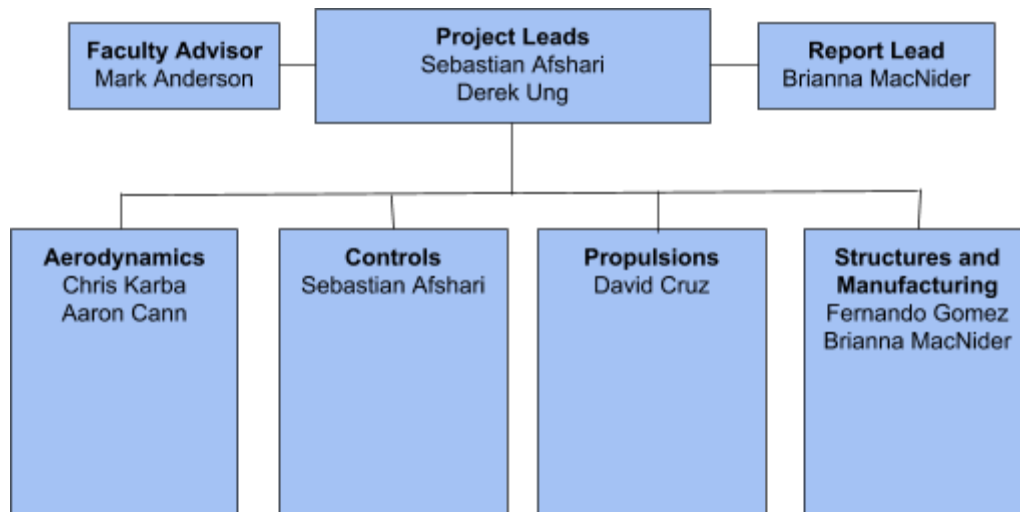 Faculty Advisor
Mark Anderson
Project Leads
Sebastian Afshari
Derek Ung
Report Lead
Brianna MacNider
Aerodynamics
Chris Karba
Aaron Cann
Controls
Sebastian Afshari
Propulsions
David Cruz
Structures and
Manufacturing
Fernando Gomez
Brianna MacNider